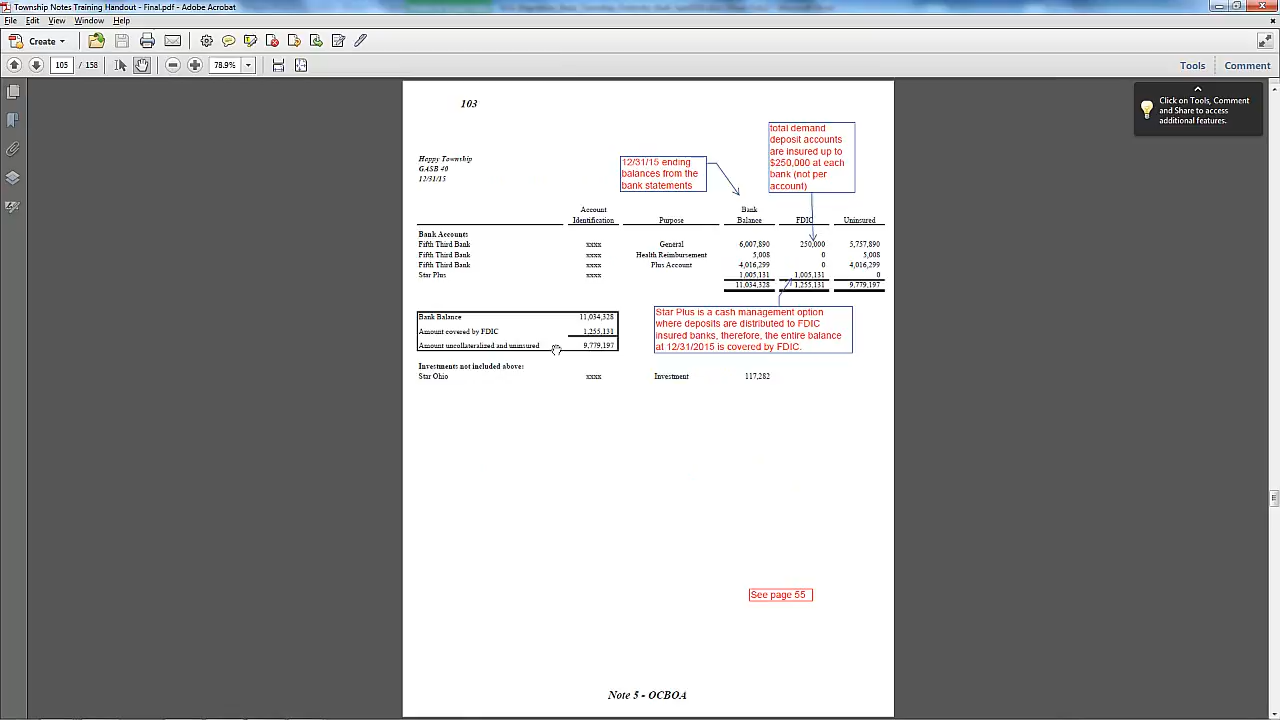 Township Notes Training Handout - Final.pdf - Adobe Acrobat
File Edit View Window Help
Create
105 / 158 78.9%
Tools Comment
Click on Tools, Comment
and Share to access
additional features.
103
total demand
deposit accounts
are insured up to
$250,000 at each
bank (not per
account)
12/31/15 ending
balances from the
bank statements
Happy Township
GASB 40
12/31/15
Account Bank
Identification Purpose Balance FDIC Uninsured
Bank Accounts
Fifth Third Bank xxxx General 6,007,890 250,000 5,757,890
Fifth Third Bank xxxx Health Reimbursement 5,008 0 5,008
Fifth Third Bank xxxx Plus Account 4,016,299 0 4,016,299
Star Plus xxxx 1,005,131 1,005,131 0
11,034,328 1,255,131 9,779,197
Bank Balance 11,034,328
Amount covered by FDIC 1,255,131
Amount uncollateralized and uninsured 9,779,197
Star Plus is a cash management option
where deposits are distributed to FDIC
insured banks, therefore, the entire balance
at 12/31/2015 is covered by FDIC.
Investments not included above:
Star Ohio xxxx Investment 117,282
See page 55
Note 5 - OCBOA